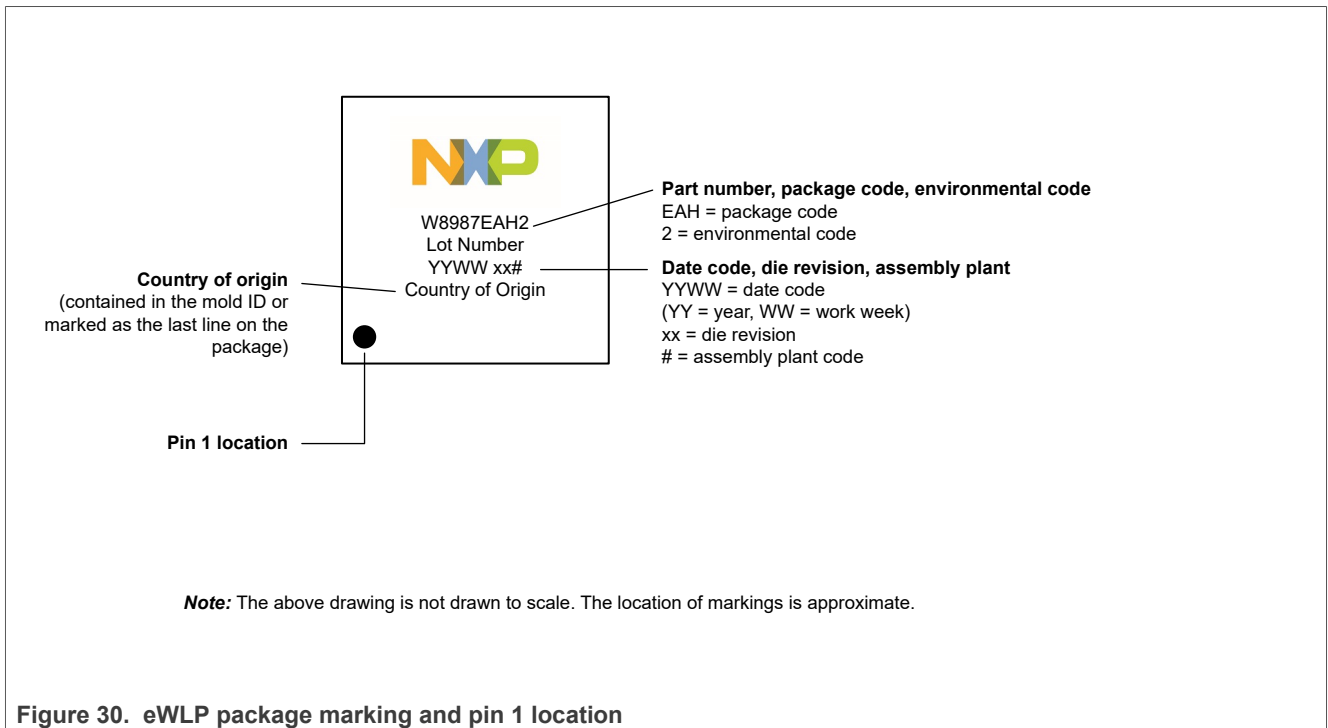 NXP
W8987EAH2
Lot Number
YYWW xx#
Country of Origin
Country of origin
(contained in the mold ID or
marked as the last line on the
package)
Pin 1 location
Part number, package code, environmental code
EAH = package code
2 = environmental code
Date code, die revision, assembly plant
YYWW = date code
(YY = year, WW = work week)
xx = die revision
# = assembly plant code
Note: The above drawing is not drawn to scale. The location of markings is approximate.
Figure 30. eWLP package marking and pin 1 location